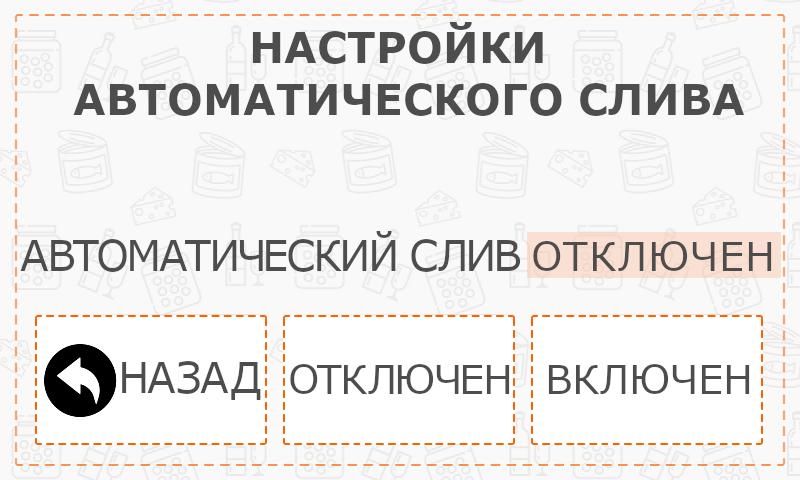 НАСТРОЙКИ
АВТОМАТИЧЕСКОГО СЛИВА
АВТОМАТИЧЕСКИЙ СЛИВ ОТКЛЮЧЕН
НАЗАД
ОТКЛЮЧЕН
ВКЛЮЧЕН